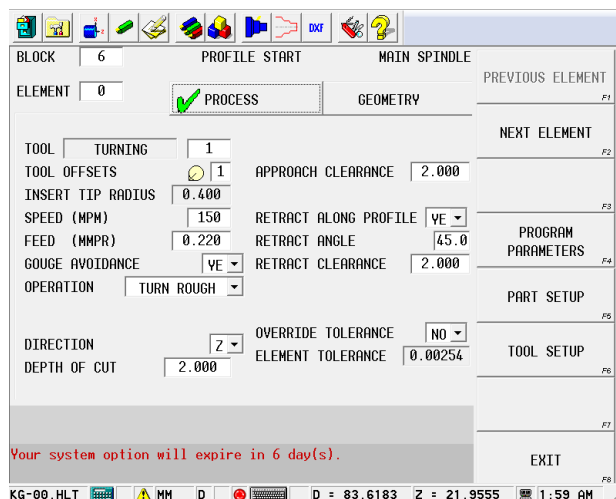 DXF
BLOCK 6 PROFILE START MAIN SPINDLE
ELEMENT 0
PROCESS GEOMETRY
TOOL TURNING 1
TOOL OFFSETS 1 APPROACH CLEARANCE 2.000
INSERT TIP RADIUS 0.400
SPEED (MPM) 150 RETRACT ALONG PROFILE YE
FEED (MMPR) 0.220 RETRACT ANGLE 45.0
GOUGE AVOIDANCE YE RETRACT CLEARANCE 2.000
OPERATION TURN ROUGH
OVERRIDE TOLERANCE NO
DIRECTION Z
ELEMENT TOLERANCE 0.00254
DEPTH OF CUT 2.000
PREVIOUS ELEMENT
F1
NEXT ELEMENT
F2
F3
PROGRAM
PARAMETERS
F4
PART SETUP
F5
TOOL SETUP
F6
F7
EXIT
F8
Your system option will expire in 6 day(s).
KG-00.HLT MM D D = 83.6183 Z = 21.9555 1:59 AM